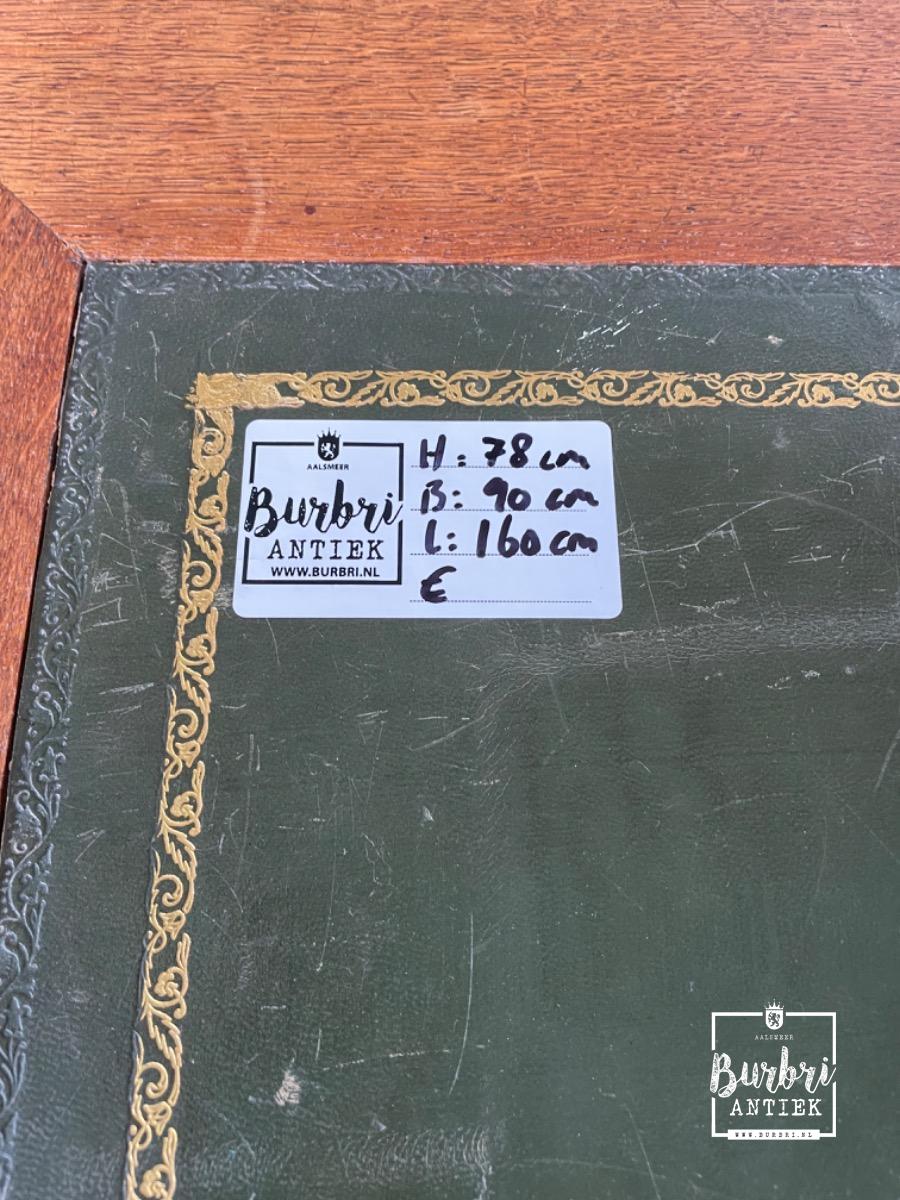 AALSMEER
Burbri
ANTIEK
WWW.BURBRI.NL
H: 78 cm
B: 90 cm
L: 160 cm
€
AALSMEER
Burbri
ANTIEK
WWW.BURBRI.NL